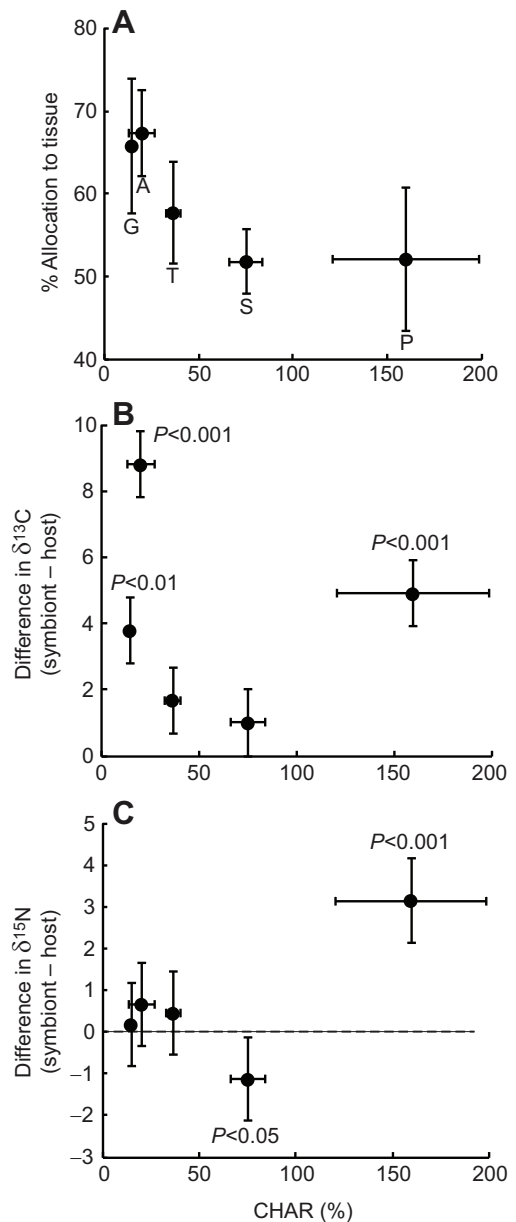 A
80
70
60
50
40
% Allocation to tissue
G
A
T
S
P
0
50
100
150
200
B
10
8
6
4
2
0
Difference in δ13C
(symbiont – host)
P<0.001
P<0.01
P<0.001
0
50
100
150
200
C
5
4
3
2
1
0
–1
–2
–3
Difference in δ15N
(symbiont – host)
P<0.001
P<0.05
0
50
100
150
200
CHAR (%)